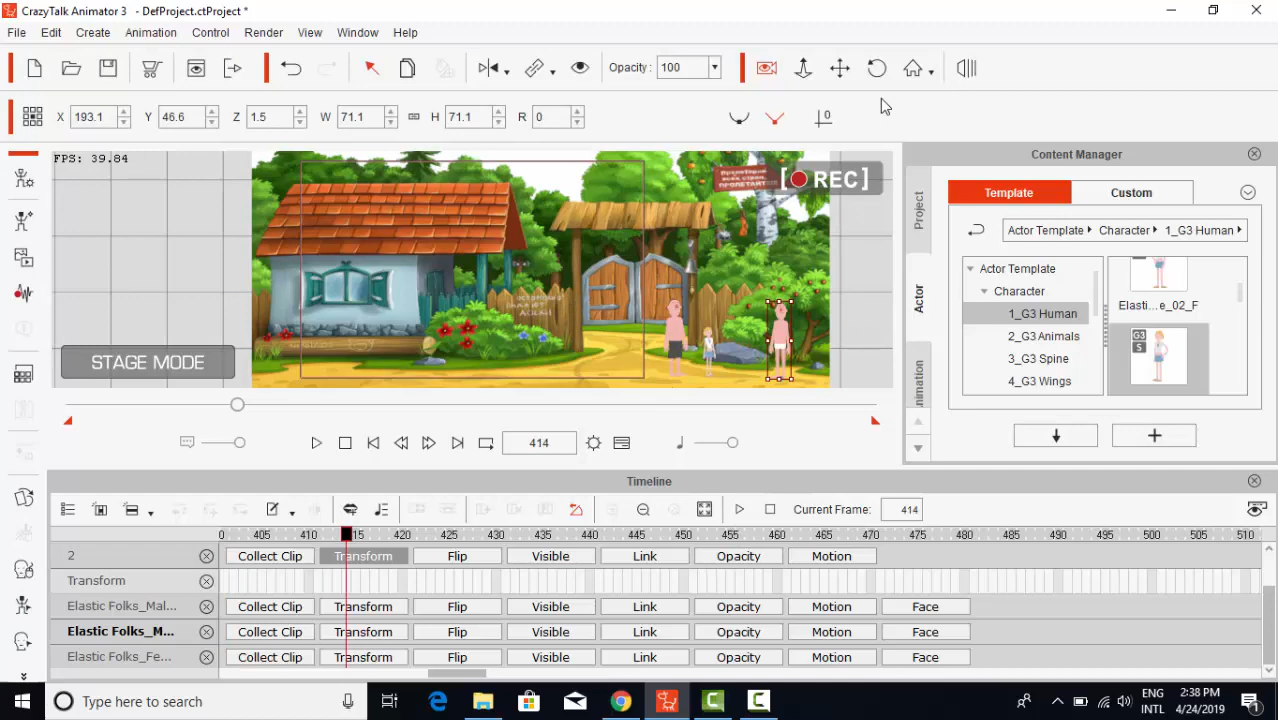 CrazyTalk Animator 3 - DefProject.ctProject *
File Edit Create Animation Control Render View Window Help
Opacity : 100
X 193.1 Y 46.6 Z 1.5 W 71.1 H 71.1 R 0
0
FPS: 39.84
[ REC ]
STAGE MODE
414
Content Manager
Project
Actor
Animation
Template Custom
Actor Template Character 1_G3 Human
Actor Template
Character
1_G3 Human
2_G3 Animals
3_G3 Spine
4_G3 Wings
Elasti...e_02_F
G3
S
Timeline
Current Frame: 414
0 405 410 415 420 425 430 435 440 445 450 455 460 465 470 475 480 485 490 495 500 505 510
2 Collect Clip Transform Flip Visible Link Opacity Motion
Transform
Elastic Folks_Mal... Collect Clip Transform Flip Visible Link Opacity Motion Face
Elastic Folks_M... Collect Clip Transform Flip Visible Link Opacity Motion Face
Elastic Folks_Fe... Collect Clip Transform Flip Visible Link Opacity Motion Face
Type here to search
ENG
INTL
2:38 PM
4/24/2019
1